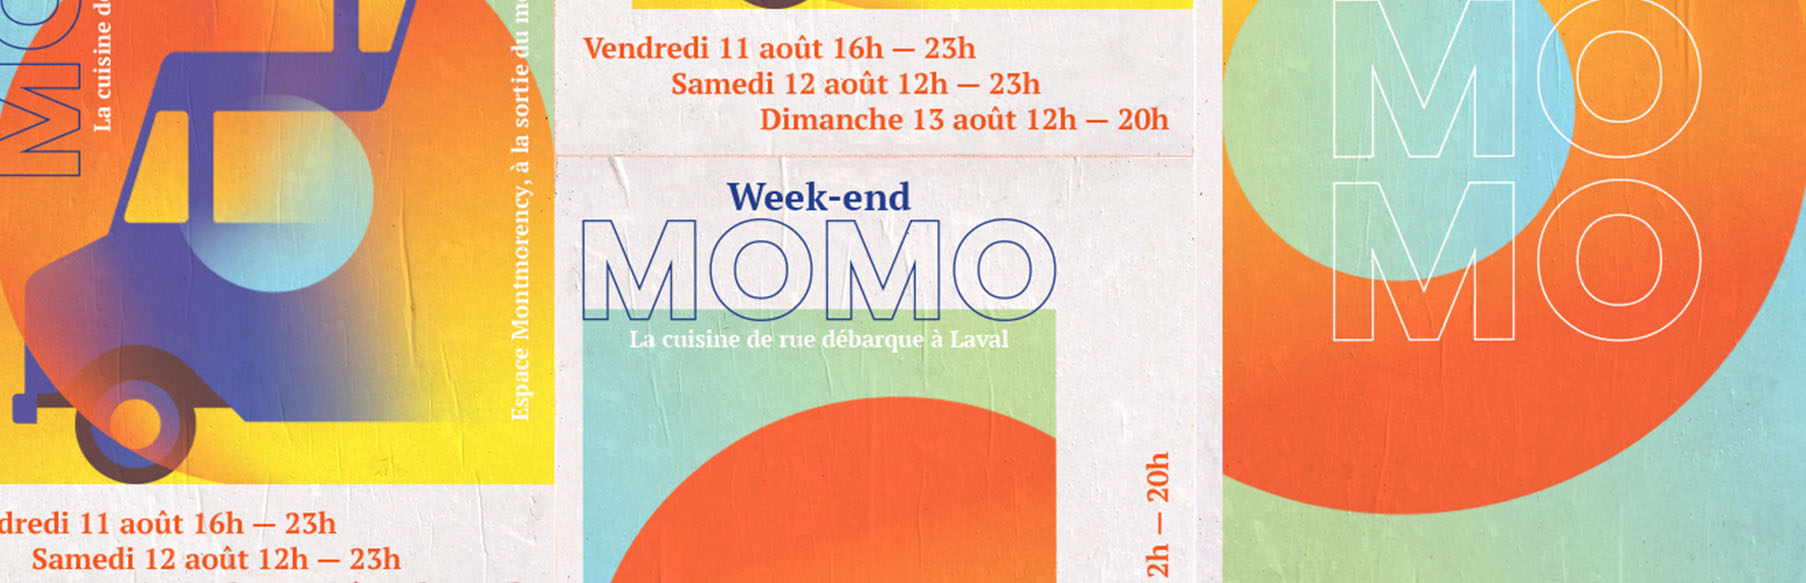 MO
La cuisine de
Espace Montmorency, à la sortie du
11 août 16h — 23h
Samedi 12 août 12h — 23h
Vendredi 11 août 16h — 23h
Samedi 12 août 12h — 23h
Dimanche 13 août 12h — 20h
Week-end
MOMO
La cuisine de rue débarque à Laval
— 20h
MO
MO